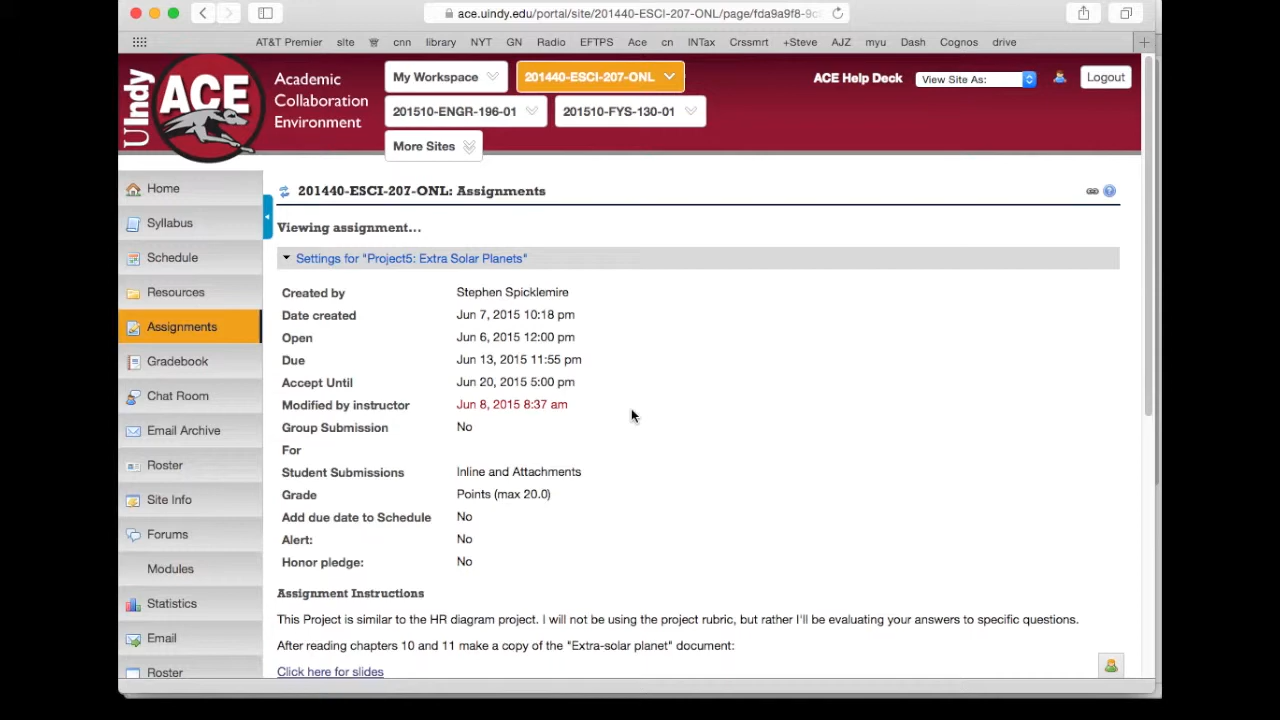 ace.uindy.edu/portal/site/201440-ESCI-207-ONL/page/fda9a9f8-9c
AT&T Premier site cnn library NYT GN Radio EFTPS Ace cn INTax Crssmrt +Steve AJZ myu Dash Cognos drive
UIndy ACE
Academic
Collaboration
Environment
My Workspace 201440-ESCI-207-ONL
201510-ENGR-196-01 201510-FYS-130-01
More Sites
ACE Help Deck View Site As: Logout
Home
Syllabus
Schedule
Resources
Assignments
Gradebook
Chat Room
Email Archive
Roster
Site Info
Forums
Modules
Statistics
Email
Roster
201440-ESCI-207-ONL: Assignments
Viewing assignment...
Settings for "Project5: Extra Solar Planets"
Created by Stephen Spicklemire
Date created Jun 7, 2015 10:18 pm
Open Jun 6, 2015 12:00 pm
Due Jun 13, 2015 11:55 pm
Accept Until Jun 20, 2015 5:00 pm
Modified by instructor Jun 8, 2015 8:37 am
Group Submission No
For
Student Submissions Inline and Attachments
Grade Points (max 20.0)
Add due date to Schedule No
Alert: No
Honor pledge: No
Assignment Instructions
This Project is similar to the HR diagram project. I will not be using the project rubric, but rather I'll be evaluating your answers to specific questions.
After reading chapters 10 and 11 make a copy of the "Extra-solar planet" document:
Click here for slides